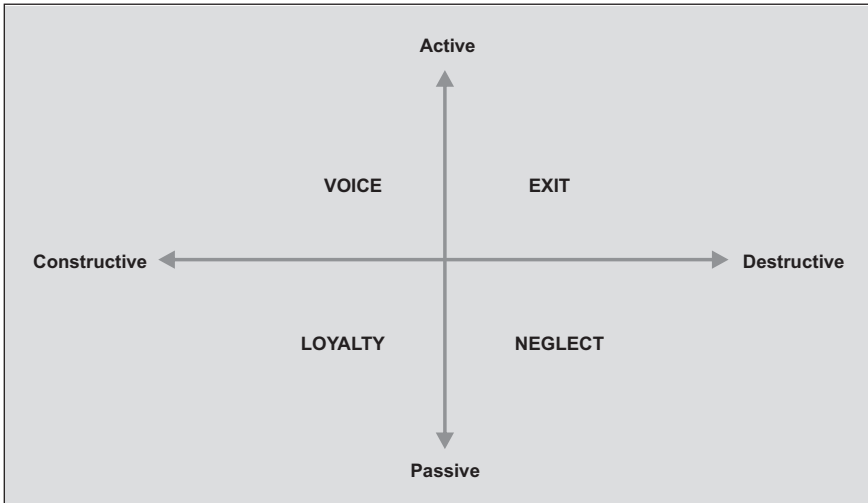 Active
VOICE EXIT
Constructive Destructive
LOYALTY NEGLECT
Passive